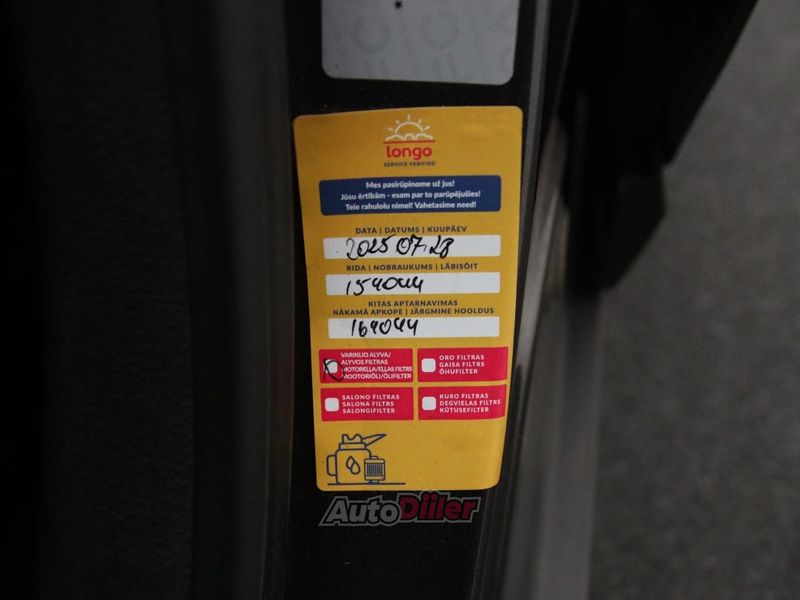 longo
SERVICE VERIFIED
Mes pasirūpinome už jus!
Jūsu ērtībām - esam par to parūpējušies!
Teie rahulolu nimel! Vahetasime need!
DATA | DATUMS | KUUPÄEV
2025 07.28
RIDA | NOBRAUKUMS | LÄBISÕIT
154044
KITAS APTARNAVIMAS
NĀKAMĀ APKOPE | JÄRGMINE HOOLDUS
164044
VARIKLIO ALYVA/
ALYVOS FILTRAS
MOTOREĻĻA/EĻĻAS FILTRS
MOOTORIÕLI/ÕLIFILTER
ORO FILTRAS
GAISA FILTRS
ÕHUFILTER
SALONO FILTRAS
SALONA FILTRS
SALONGIFILTER
KURO FILTRAS
DEGVIELAS FILTRS
KÜTUSEFILTER
AutoDiiler